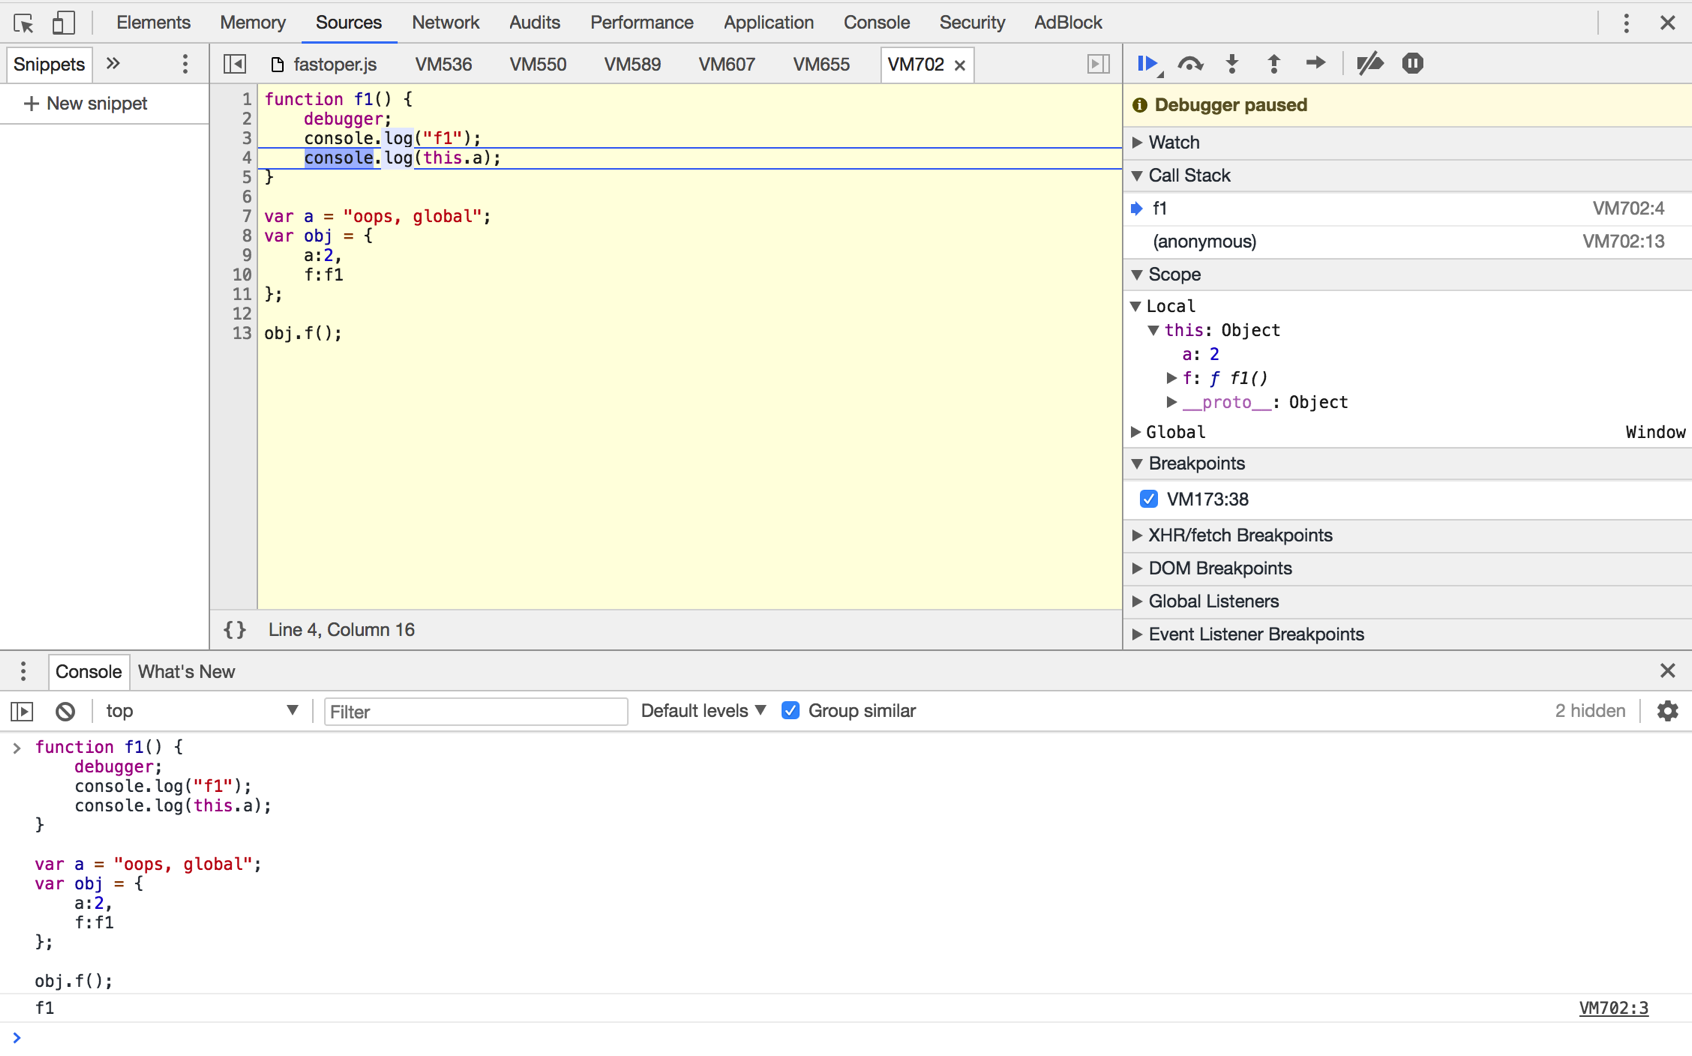 Elements Memory Sources Network Audits Performance Application Console Security AdBlock
Snippets » fastoper.js VM536 VM550 VM589 VM607 VM655 VM702 ×
+ New snippet
1 function f1() {
2     debugger;
3     console.log("f1");
4     console.log(this.a);
5 }
6
7 var a = "oops, global";
8 var obj = {
9     a:2,
10     f:f1
11 };
12
13 obj.f();
{} Line 4, Column 16
Debugger paused
Watch
Call Stack
f1 VM702:4
(anonymous) VM702:13
Scope
Local
this: Object
a: 2
f: ƒ f1()
__proto__: Object
Global Window
Breakpoints
VM173:38
XHR/fetch Breakpoints
DOM Breakpoints
Global Listeners
Event Listener Breakpoints
Console What's New
top Filter Default levels Group similar 2 hidden
> function f1() {
    debugger;
    console.log("f1");
    console.log(this.a);
}
var a = "oops, global";
var obj = {
    a:2,
    f:f1
};
obj.f();
f1 VM702:3
>